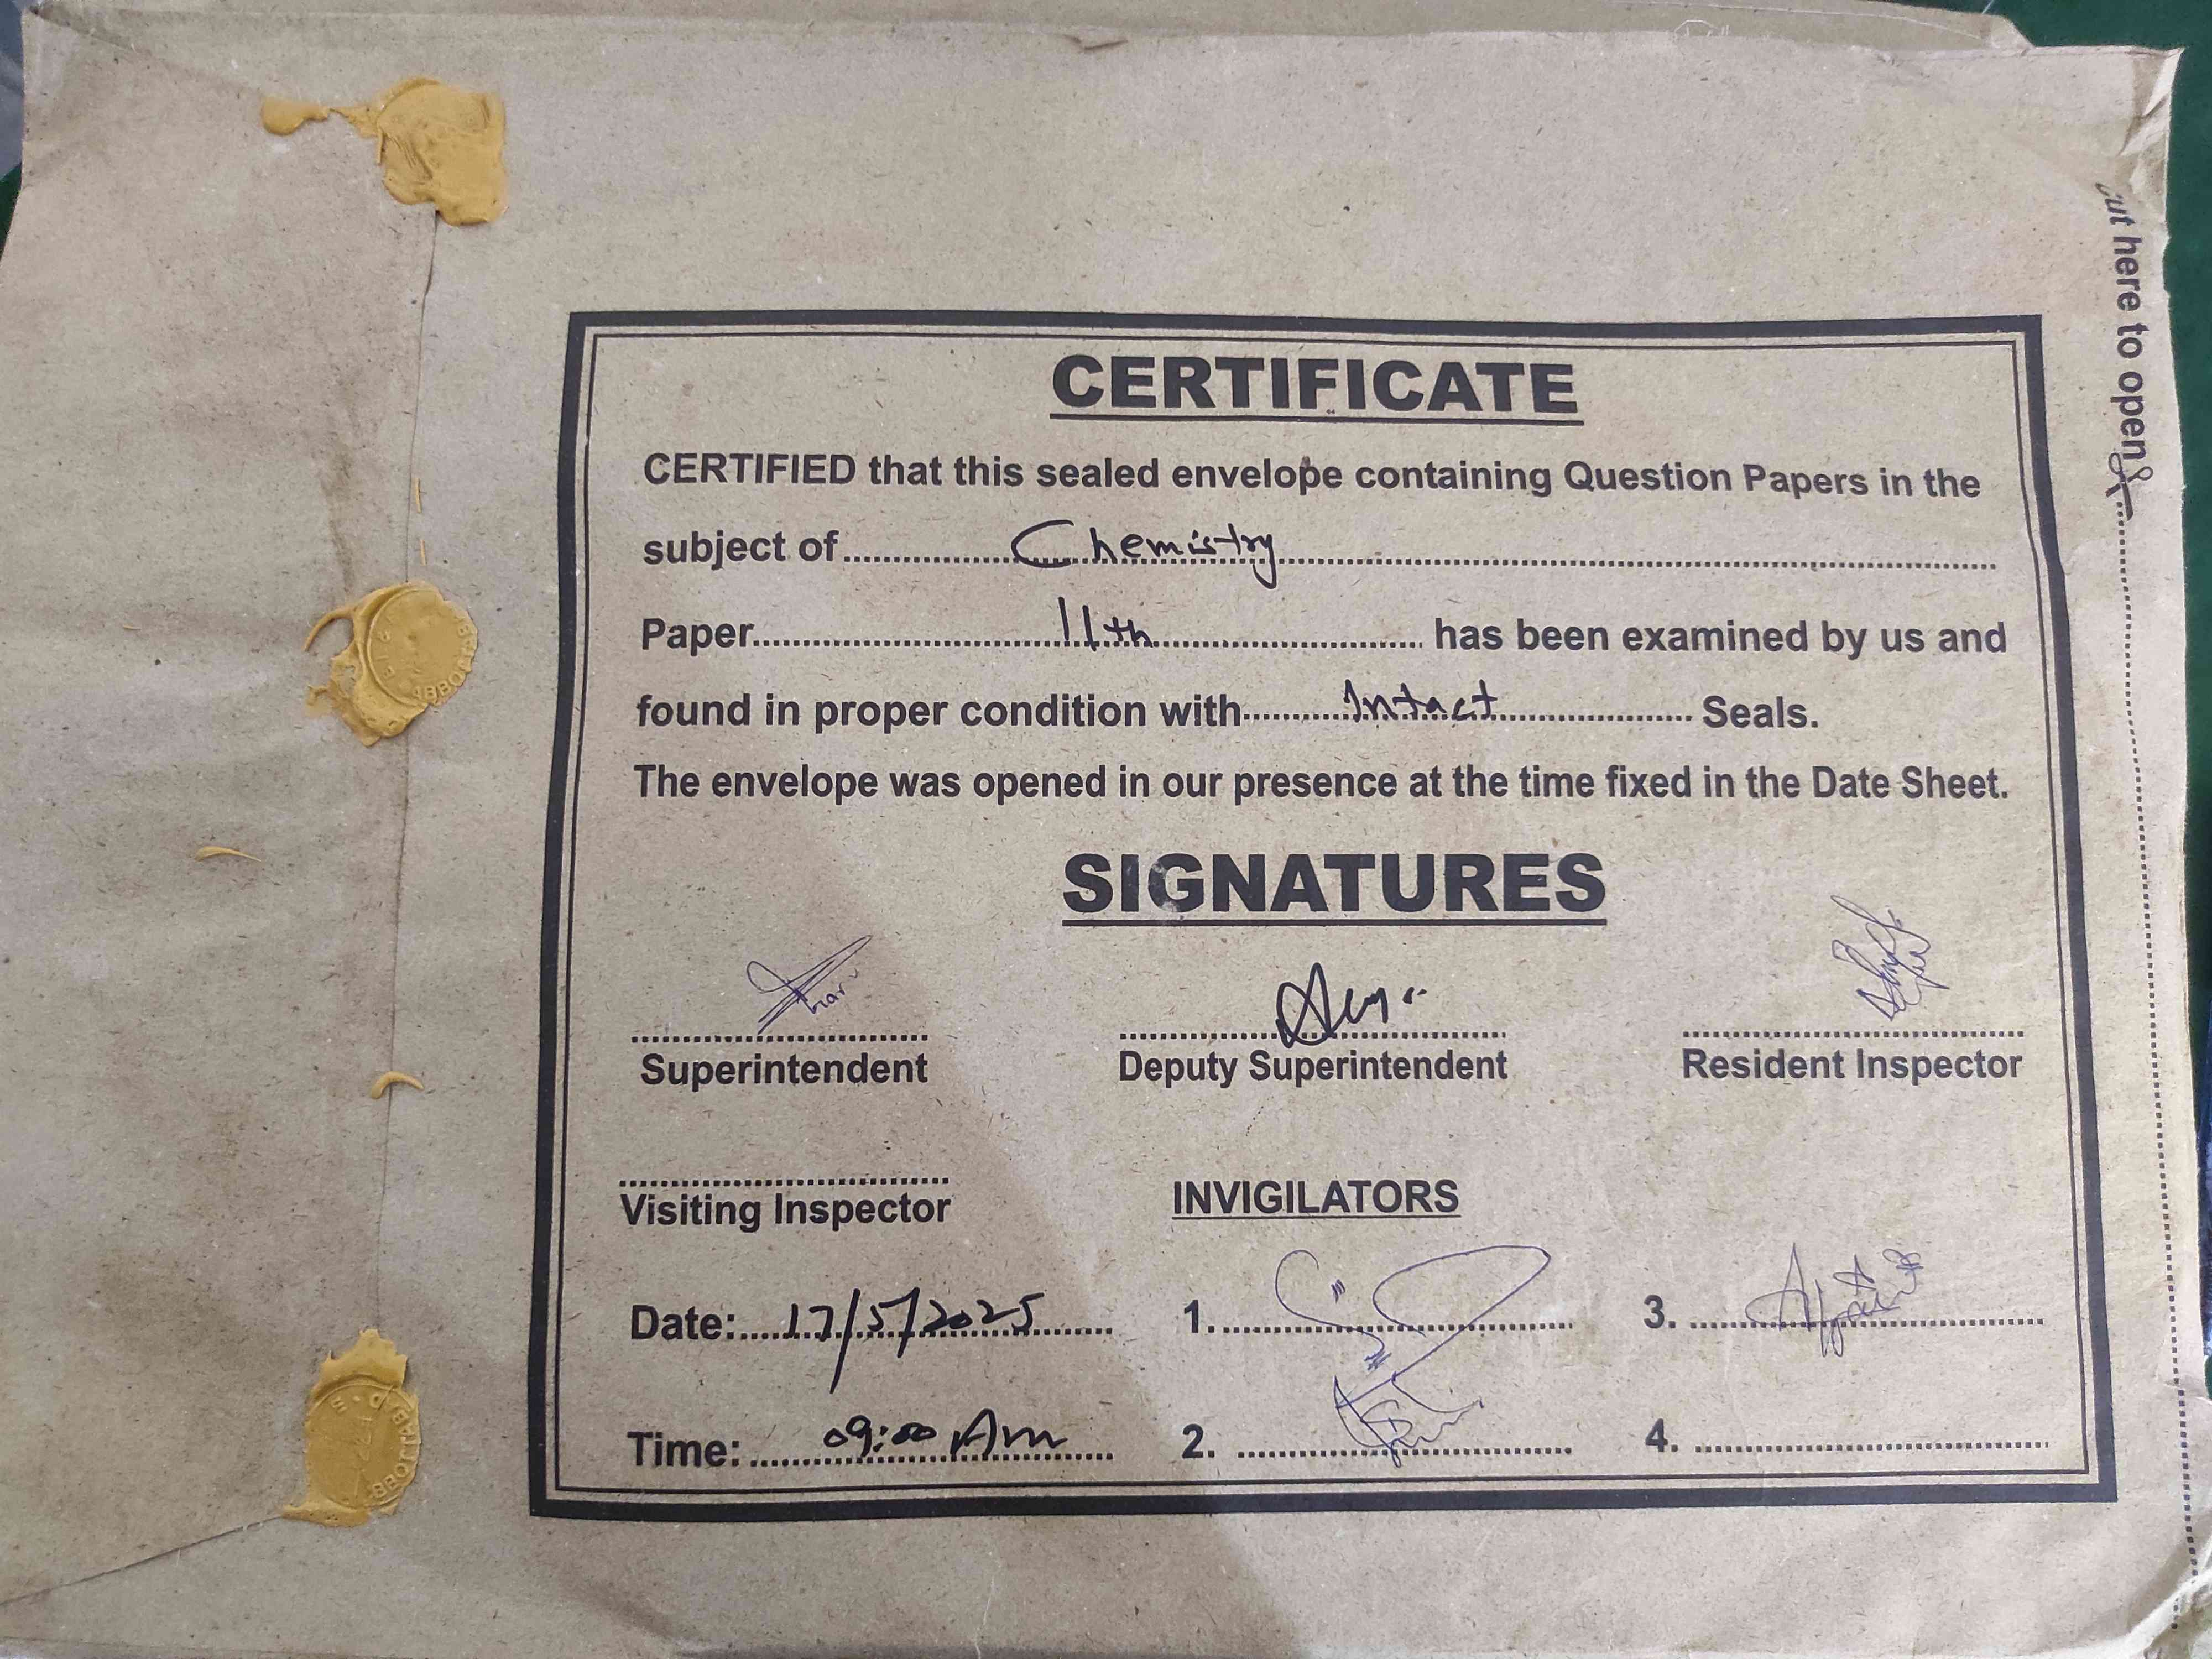 cut here to open
CERTIFICATE
CERTIFIED that this sealed envelope containing Question Papers in the
subject of.....Chemistry.....
Paper.....11th..... has been examined by us and
found in proper condition with.....Intact..... Seals.
The envelope was opened in our presence at the time fixed in the Date Sheet.
SIGNATURES
Superintendent
Deputy Superintendent
Resident Inspector
Visiting Inspector
INVIGILATORS
Date:.....17/5/2025.....
1.
3.
Time:.....09:00 Am.....
2.
4.